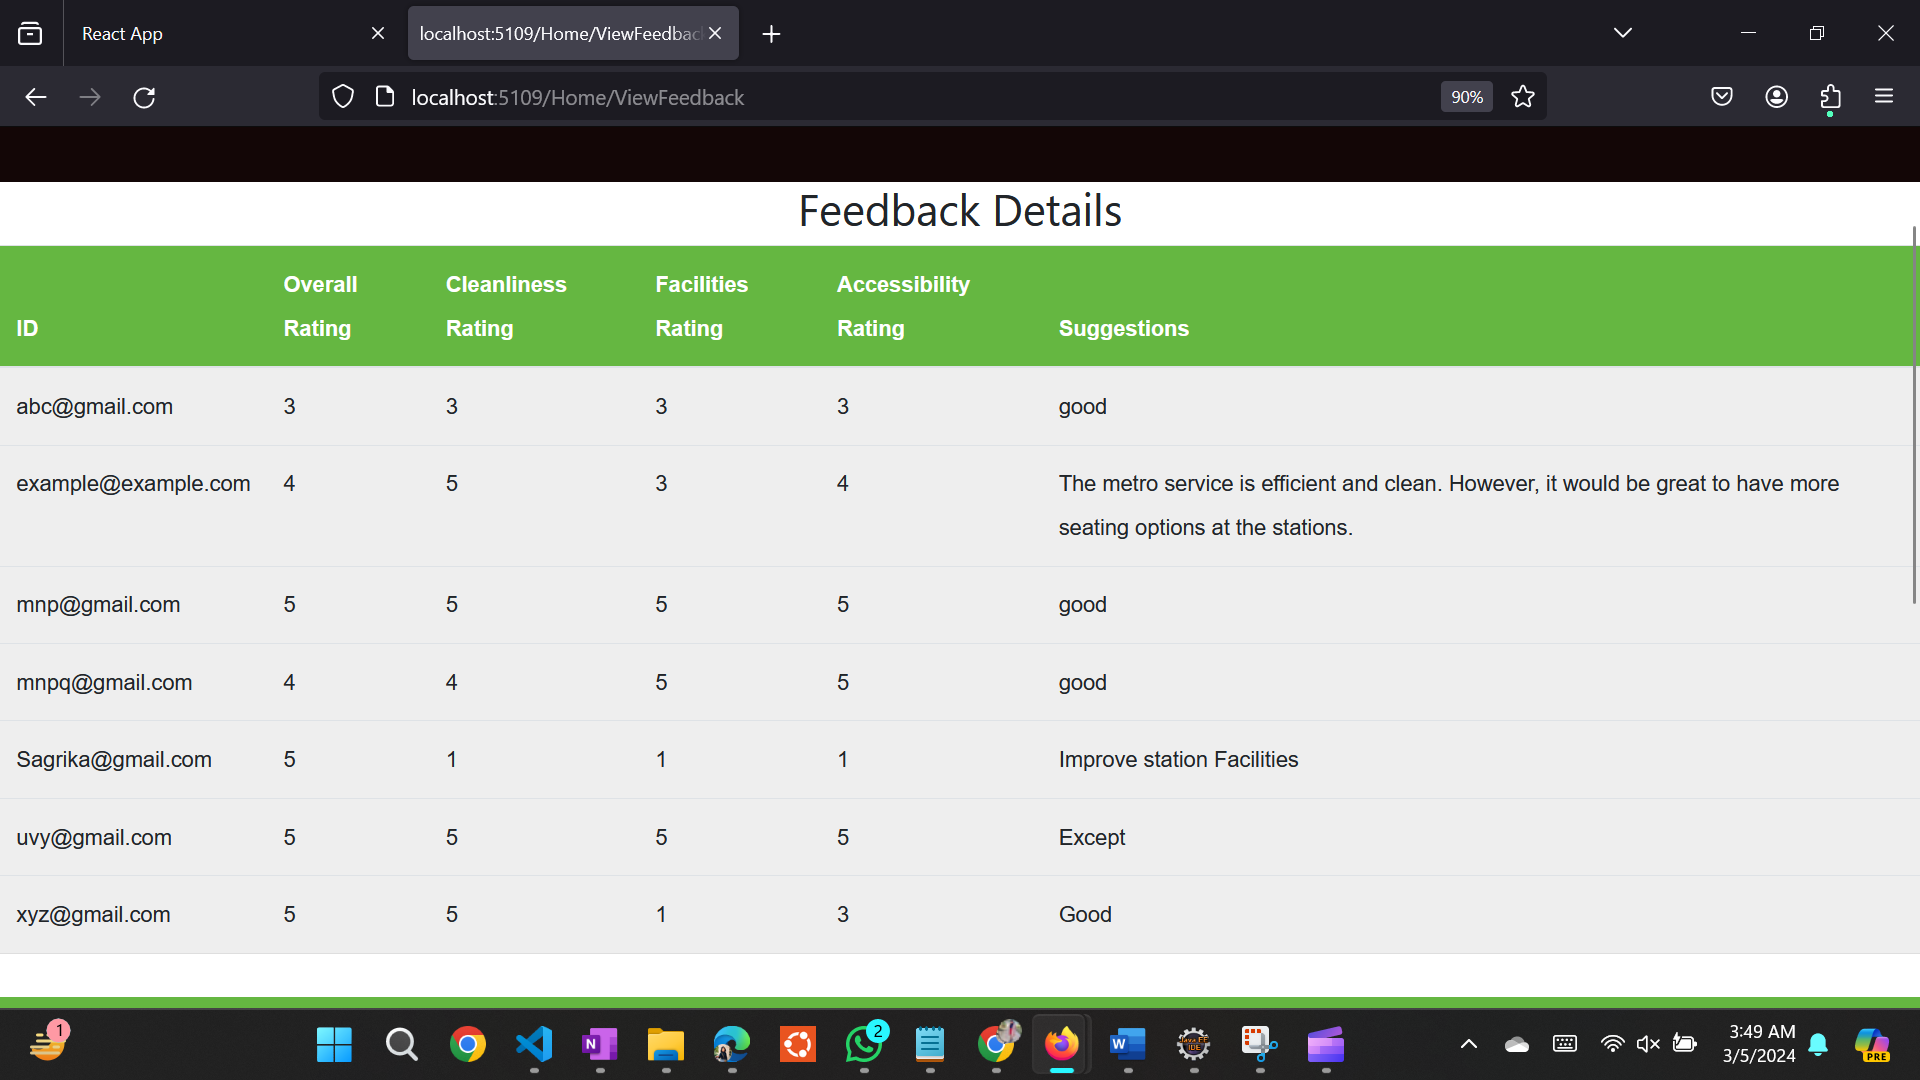 React App
localhost:5109/Home/ViewFeedbac
localhost:5109/Home/ViewFeedback
90%
Feedback Details
ID Overall Rating Cleanliness Rating Facilities Rating Accessibility Rating Suggestions
abc@gmail.com 3 3 3 3 good
example@example.com 4 5 3 4 The metro service is efficient and clean. However, it would be great to have more
seating options at the stations.
mnp@gmail.com 5 5 5 5 good
mnpq@gmail.com 4 4 5 5 good
Sagrika@gmail.com 5 1 1 1 Improve station Facilities
uvy@gmail.com 5 5 5 5 Except
xyz@gmail.com 5 5 1 3 Good
1
N
2
W
Java EE
IDE
3:49 AM
3/5/2024
PRE